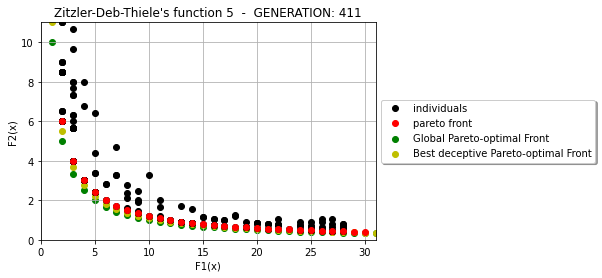 Zitzler-Deb-Thiele's function 5 - GENERATION: 411
10
8
6
4
2
0
F2(x)
0 5 10 15 20 25 30
F1(x)
individuals
pareto front
Global Pareto-optimal Front
Best deceptive Pareto-optimal Front